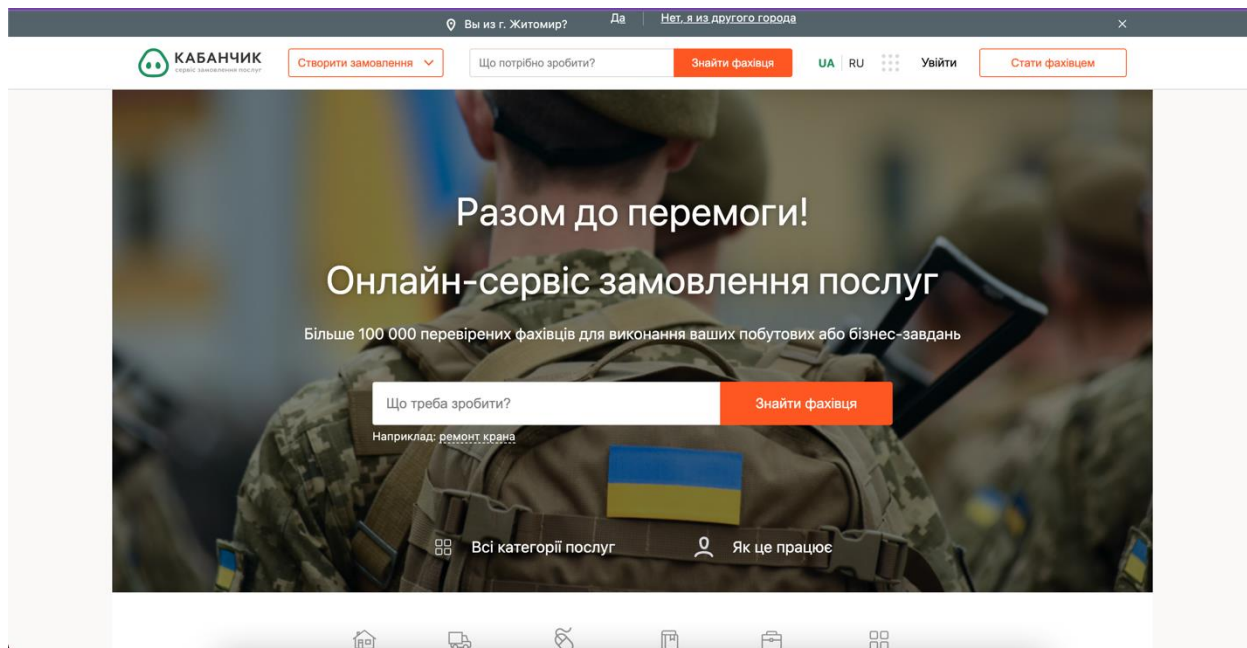 Вы из г. Житомир?
Да
Нет, я из другого города
КАБАНЧИК
сервіс замовлення послуг
Створити замовлення
Що потрібно зробити?
Знайти фахівця
UA | RU
Увійти
Стати фахівцем
Разом до перемоги!
Онлайн-сервіс замовлення послуг
Більше 100 000 перевірених фахівців для виконання ваших побутових або бізнес-завдань
Що треба зробити?
Знайти фахівця
Наприклад: ремонт крана
Всі категорії послуг
Як це працює